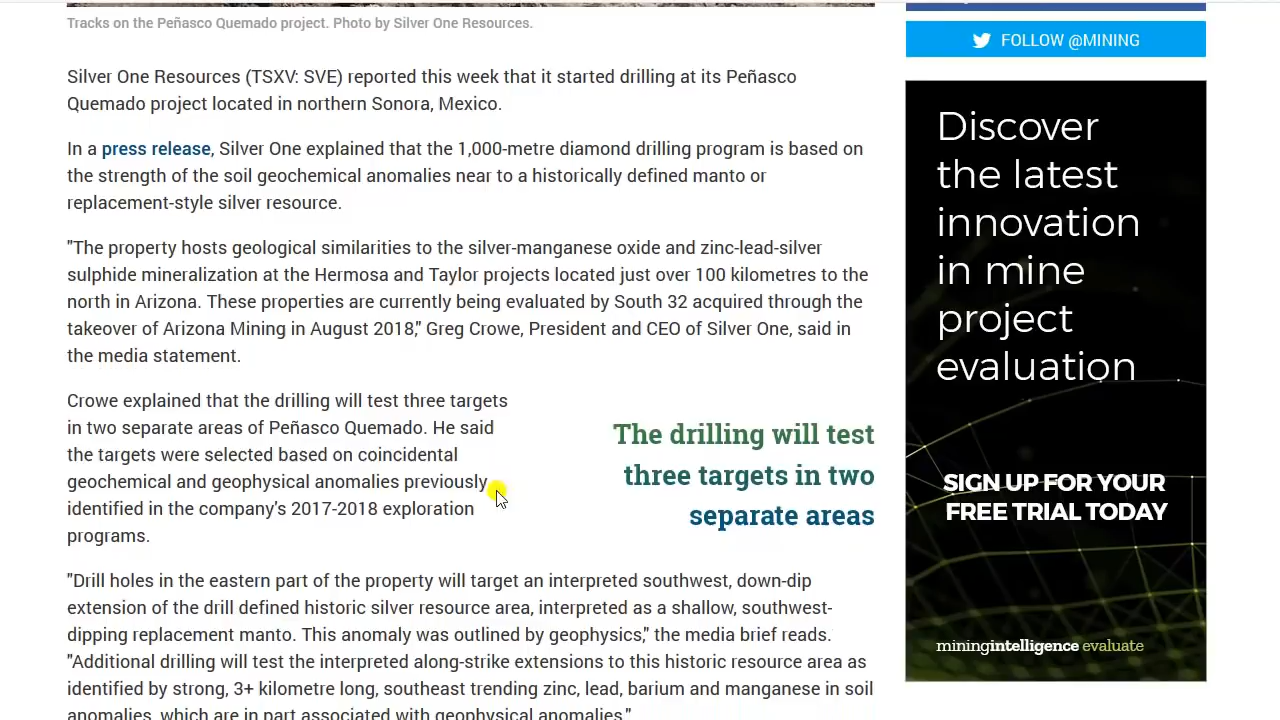 Tracks on the Peñasco Quemado project. Photo by Silver One Resources.
Silver One Resources (TSXV: SVE) reported this week that it started drilling at its Peñasco
Quemado project located in northern Sonora, Mexico.
In a press release, Silver One explained that the 1,000-metre diamond drilling program is based on
the strength of the soil geochemical anomalies near to a historically defined manto or
replacement-style silver resource.
"The property hosts geological similarities to the silver-manganese oxide and zinc-lead-silver
sulphide mineralization at the Hermosa and Taylor projects located just over 100 kilometres to the
north in Arizona. These properties are currently being evaluated by South 32 acquired through the
takeover of Arizona Mining in August 2018," Greg Crowe, President and CEO of Silver One, said in
the media statement.
Crowe explained that the drilling will test three targets
in two separate areas of Peñasco Quemado. He said
the targets were selected based on coincidental
geochemical and geophysical anomalies previously
identified in the company's 2017-2018 exploration
programs.
The drilling will test
three targets in two
separate areas
"Drill holes in the eastern part of the property will target an interpreted southwest, down-dip
extension of the drill defined historic silver resource area, interpreted as a shallow, southwest-
dipping replacement manto. This anomaly was outlined by geophysics," the media brief reads.
"Additional drilling will test the interpreted along-strike extensions to this historic resource area as
identified by strong, 3+ kilometre long, southeast trending zinc, lead, barium and manganese in soil
anomalies, which are in part associated with geophysical anomalies."
FOLLOW @MINING
Discover
the latest
innovation
in mine
project
evaluation
SIGN UP FOR YOUR
FREE TRIAL TODAY
miningintelligence evaluate